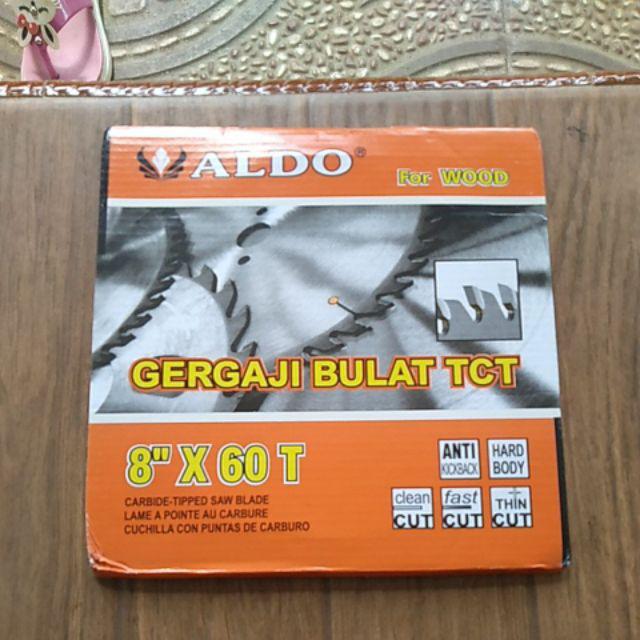 ALDO®
For WOOD
GERGAJI BULAT TCT
8" X 60 T
CARBIDE-TIPPED SAW BLADE
LAME A POINTE AU CARBURE
CUCHILLA CON PUNTAS DE CARBURO
ANTI KICKBACK
HARD BODY
clean CUT
fast CUT
THIN CUT